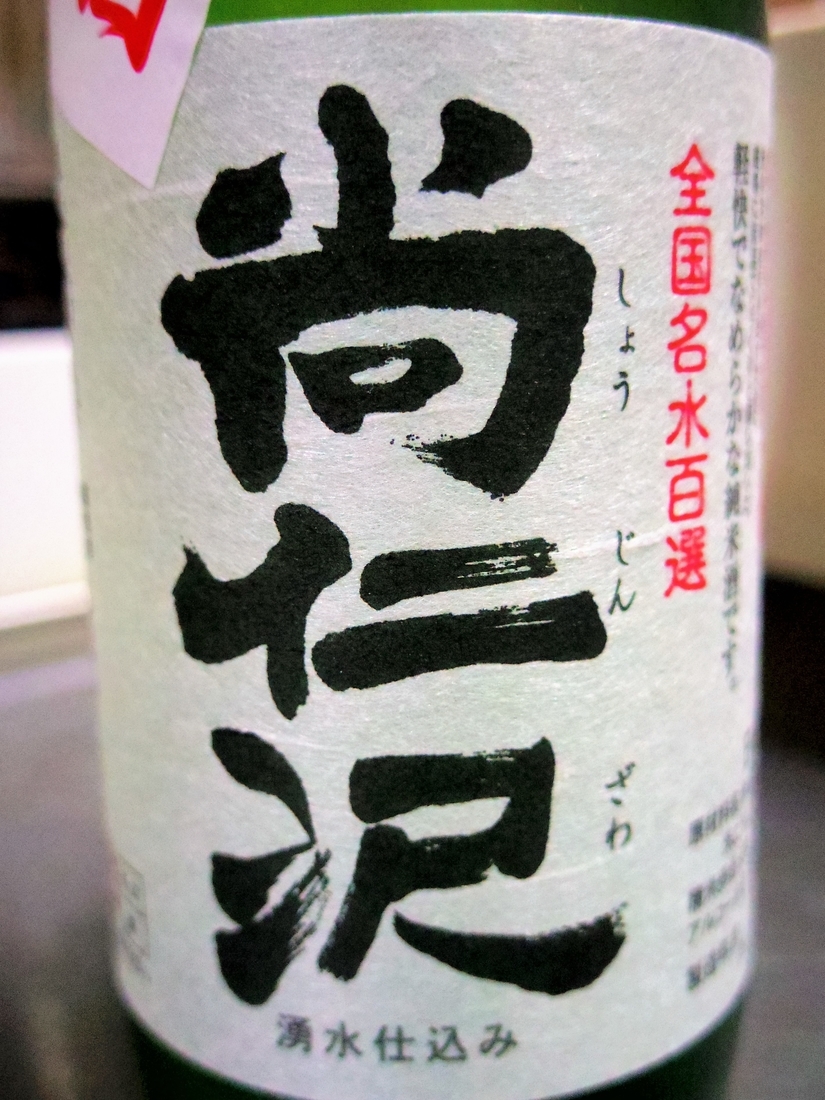 軽快でなめらかな純米酒です。
全国名水百選
しょうじんざわ
尚仁沢
湧水仕込み